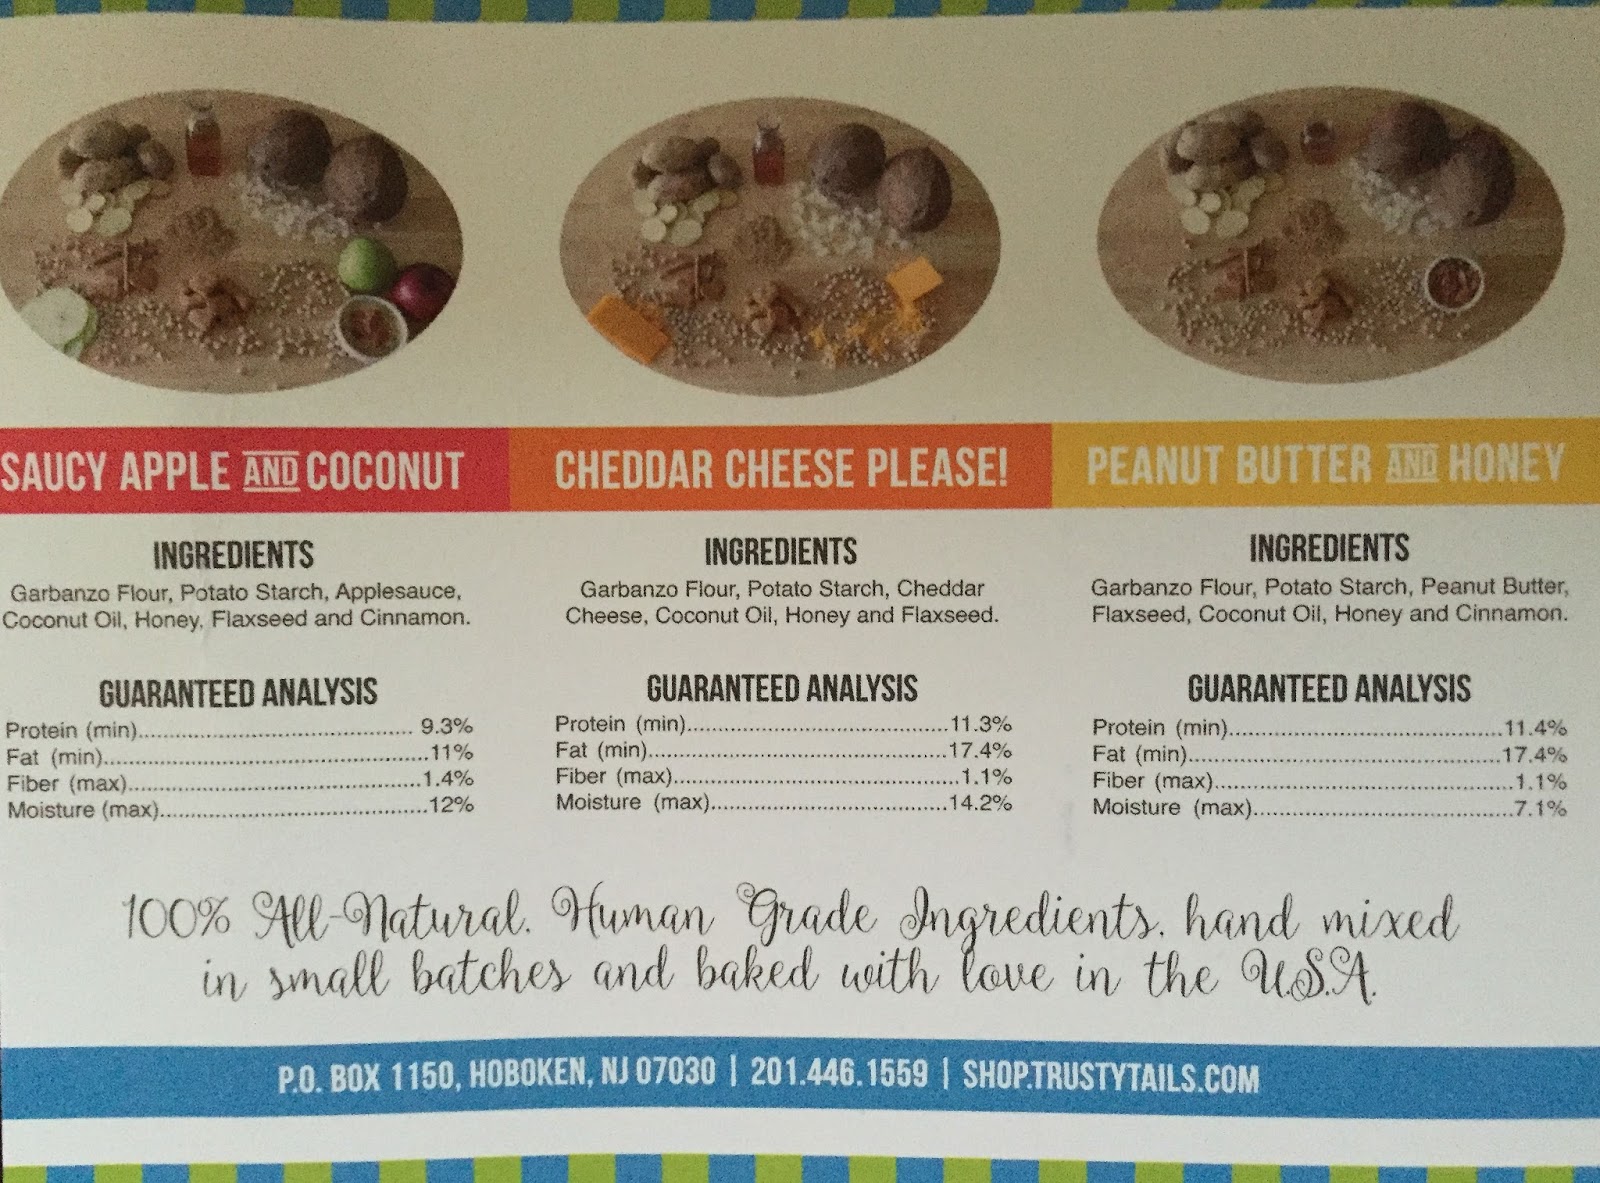 SAUCY APPLE AND COCONUT
INGREDIENTS
Garbanzo Flour, Potato Starch, Applesauce,
Coconut Oil, Honey, Flaxseed and Cinnamon.
GUARANTEED ANALYSIS
Protein (min)........................................ 9.3%
Fat (min)...............................................11%
Fiber (max)...........................................1.4%
Moisture (max).......................................12%
CHEDDAR CHEESE PLEASE!
INGREDIENTS
Garbanzo Flour, Potato Starch, Cheddar
Cheese, Coconut Oil, Honey and Flaxseed.
GUARANTEED ANALYSIS
Protein (min)......................................11.3%
Fat (min)...........................................17.4%
Fiber (max)..........................................1.1%
Moisture (max)..................................14.2%
PEANUT BUTTER AND HONEY
INGREDIENTS
Garbanzo Flour, Potato Starch, Peanut Butter,
Flaxseed, Coconut Oil, Honey and Cinnamon.
GUARANTEED ANALYSIS
Protein (min)........................................11.4%
Fat (min)..............................................17.4%
Fiber (max)............................................1.1%
Moisture (max)......................................7.1%
100% All-Natural, Human Grade Ingredients, hand mixed
in small batches and baked with love in the U.S.A.
P.O. BOX 1150, HOBOKEN, NJ 07030 | 201.446.1559 | SHOP.TRUSTYTAILS.COM